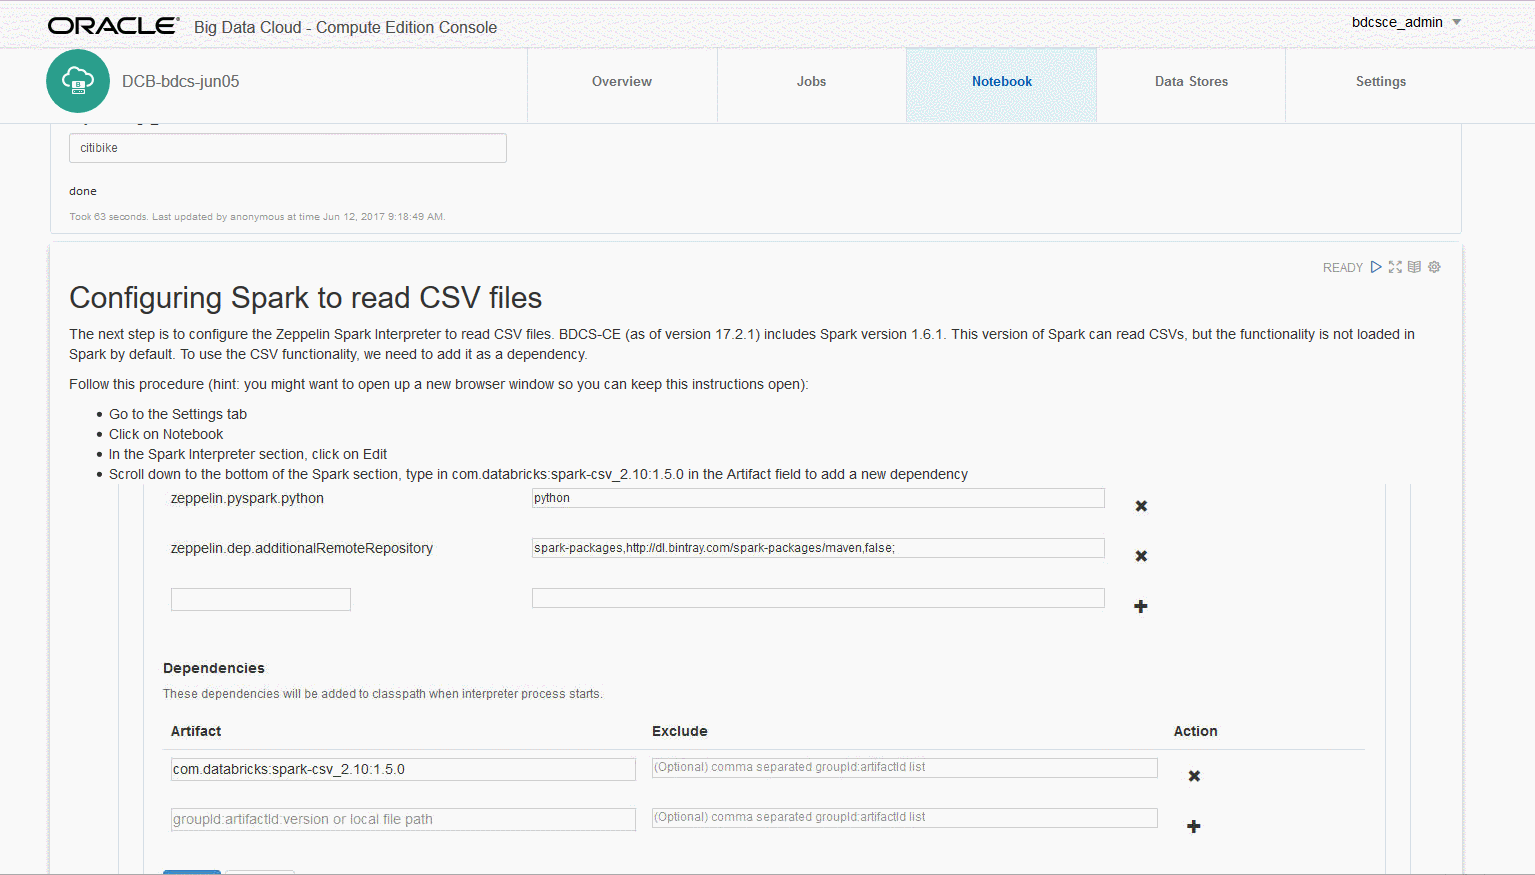 ORACLE Big Data Cloud - Compute Edition Console
bdcsce_admin
DCB-bdcs-jun05
Overview
Jobs
Notebook
Data Stores
Settings
citibike
done
Took 63 seconds. Last updated by anonymous at time Jun 12, 2017 9:18:49 AM.
READY
Configuring Spark to read CSV files
The next step is to configure the Zeppelin Spark Interpreter to read CSV files. BDCS-CE (as of version 17.2.1) includes Spark version 1.6.1. This version of Spark can read CSVs, but the functionality is not loaded in
Spark by default. To use the CSV functionality, we need to add it as a dependency.
Follow this procedure (hint: you might want to open up a new browser window so you can keep this instructions open):
Go to the Settings tab
Click on Notebook
In the Spark Interpreter section, click on Edit
Scroll down to the bottom of the Spark section, type in com.databricks:spark-csv_2.10:1.5.0 in the Artifact field to add a new dependency
zeppelin.pyspark.python
python
zeppelin.dep.additionalRemoteRepository
spark-packages,http://dl.bintray.com/spark-packages/maven,false;
Dependencies
These dependencies will be added to classpath when interpreter process starts.
Artifact Exclude Action
com.databricks:spark-csv_2.10:1.5.0
(Optional) comma separated groupId:artifactId list
groupId:artifactId:version or local file path
(Optional) comma separated groupId:artifactId list